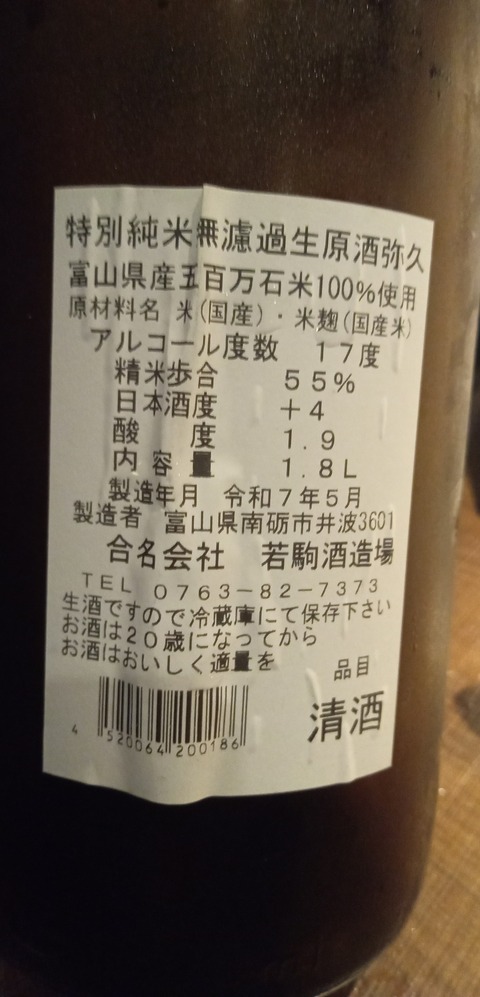 特別純米無濾過生原酒弥久
富山県産五百万石米100%使用
原材料名 米(国産)・米麹(国産米)
アルコール度数 17度
精米歩合 55%
日本酒度 +4
酸度 1.9
内容量 1.8L
製造年月 令和7年5月
製造者 富山県南砺市井波3601
合名会社 若駒酒造場
TEL 0763-82-7373
生酒ですので冷蔵庫にて保存下さい
お酒は20歳になってから
お酒はおいしく適量を
品目
清酒
4 520064 200186